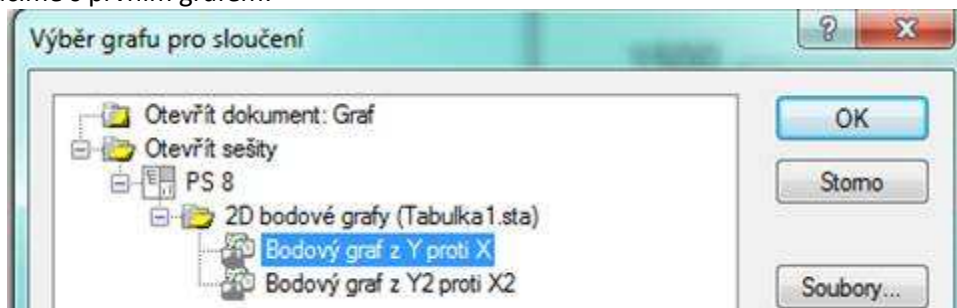 Výběr grafu pro sloučení
Otevřít dokument: Graf
OK
Otevřít sešity
PS 8
Storno
2D bodové grafy (Tabulka1.sta)
Bodový graf z Y proti X
Bodový graf z Y2 proti X2
Soubory...